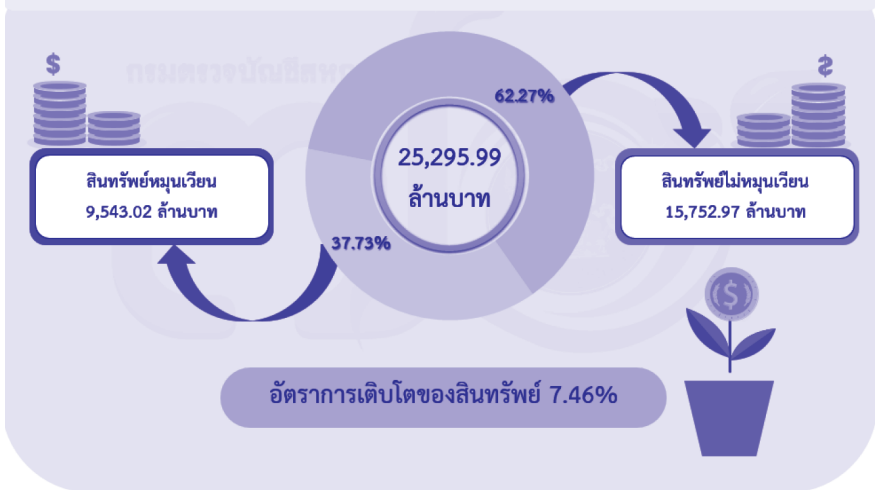 $
$
62.27%
25,295.99
ล้านบาท
สินทรัพย์หมุนเวียน
9,543.02 ล้านบาท
สินทรัพย์ไม่หมุนเวียน
15,752.97 ล้านบาท
37.73%
$
อัตราการเติบโตของสินทรัพย์ 7.46%